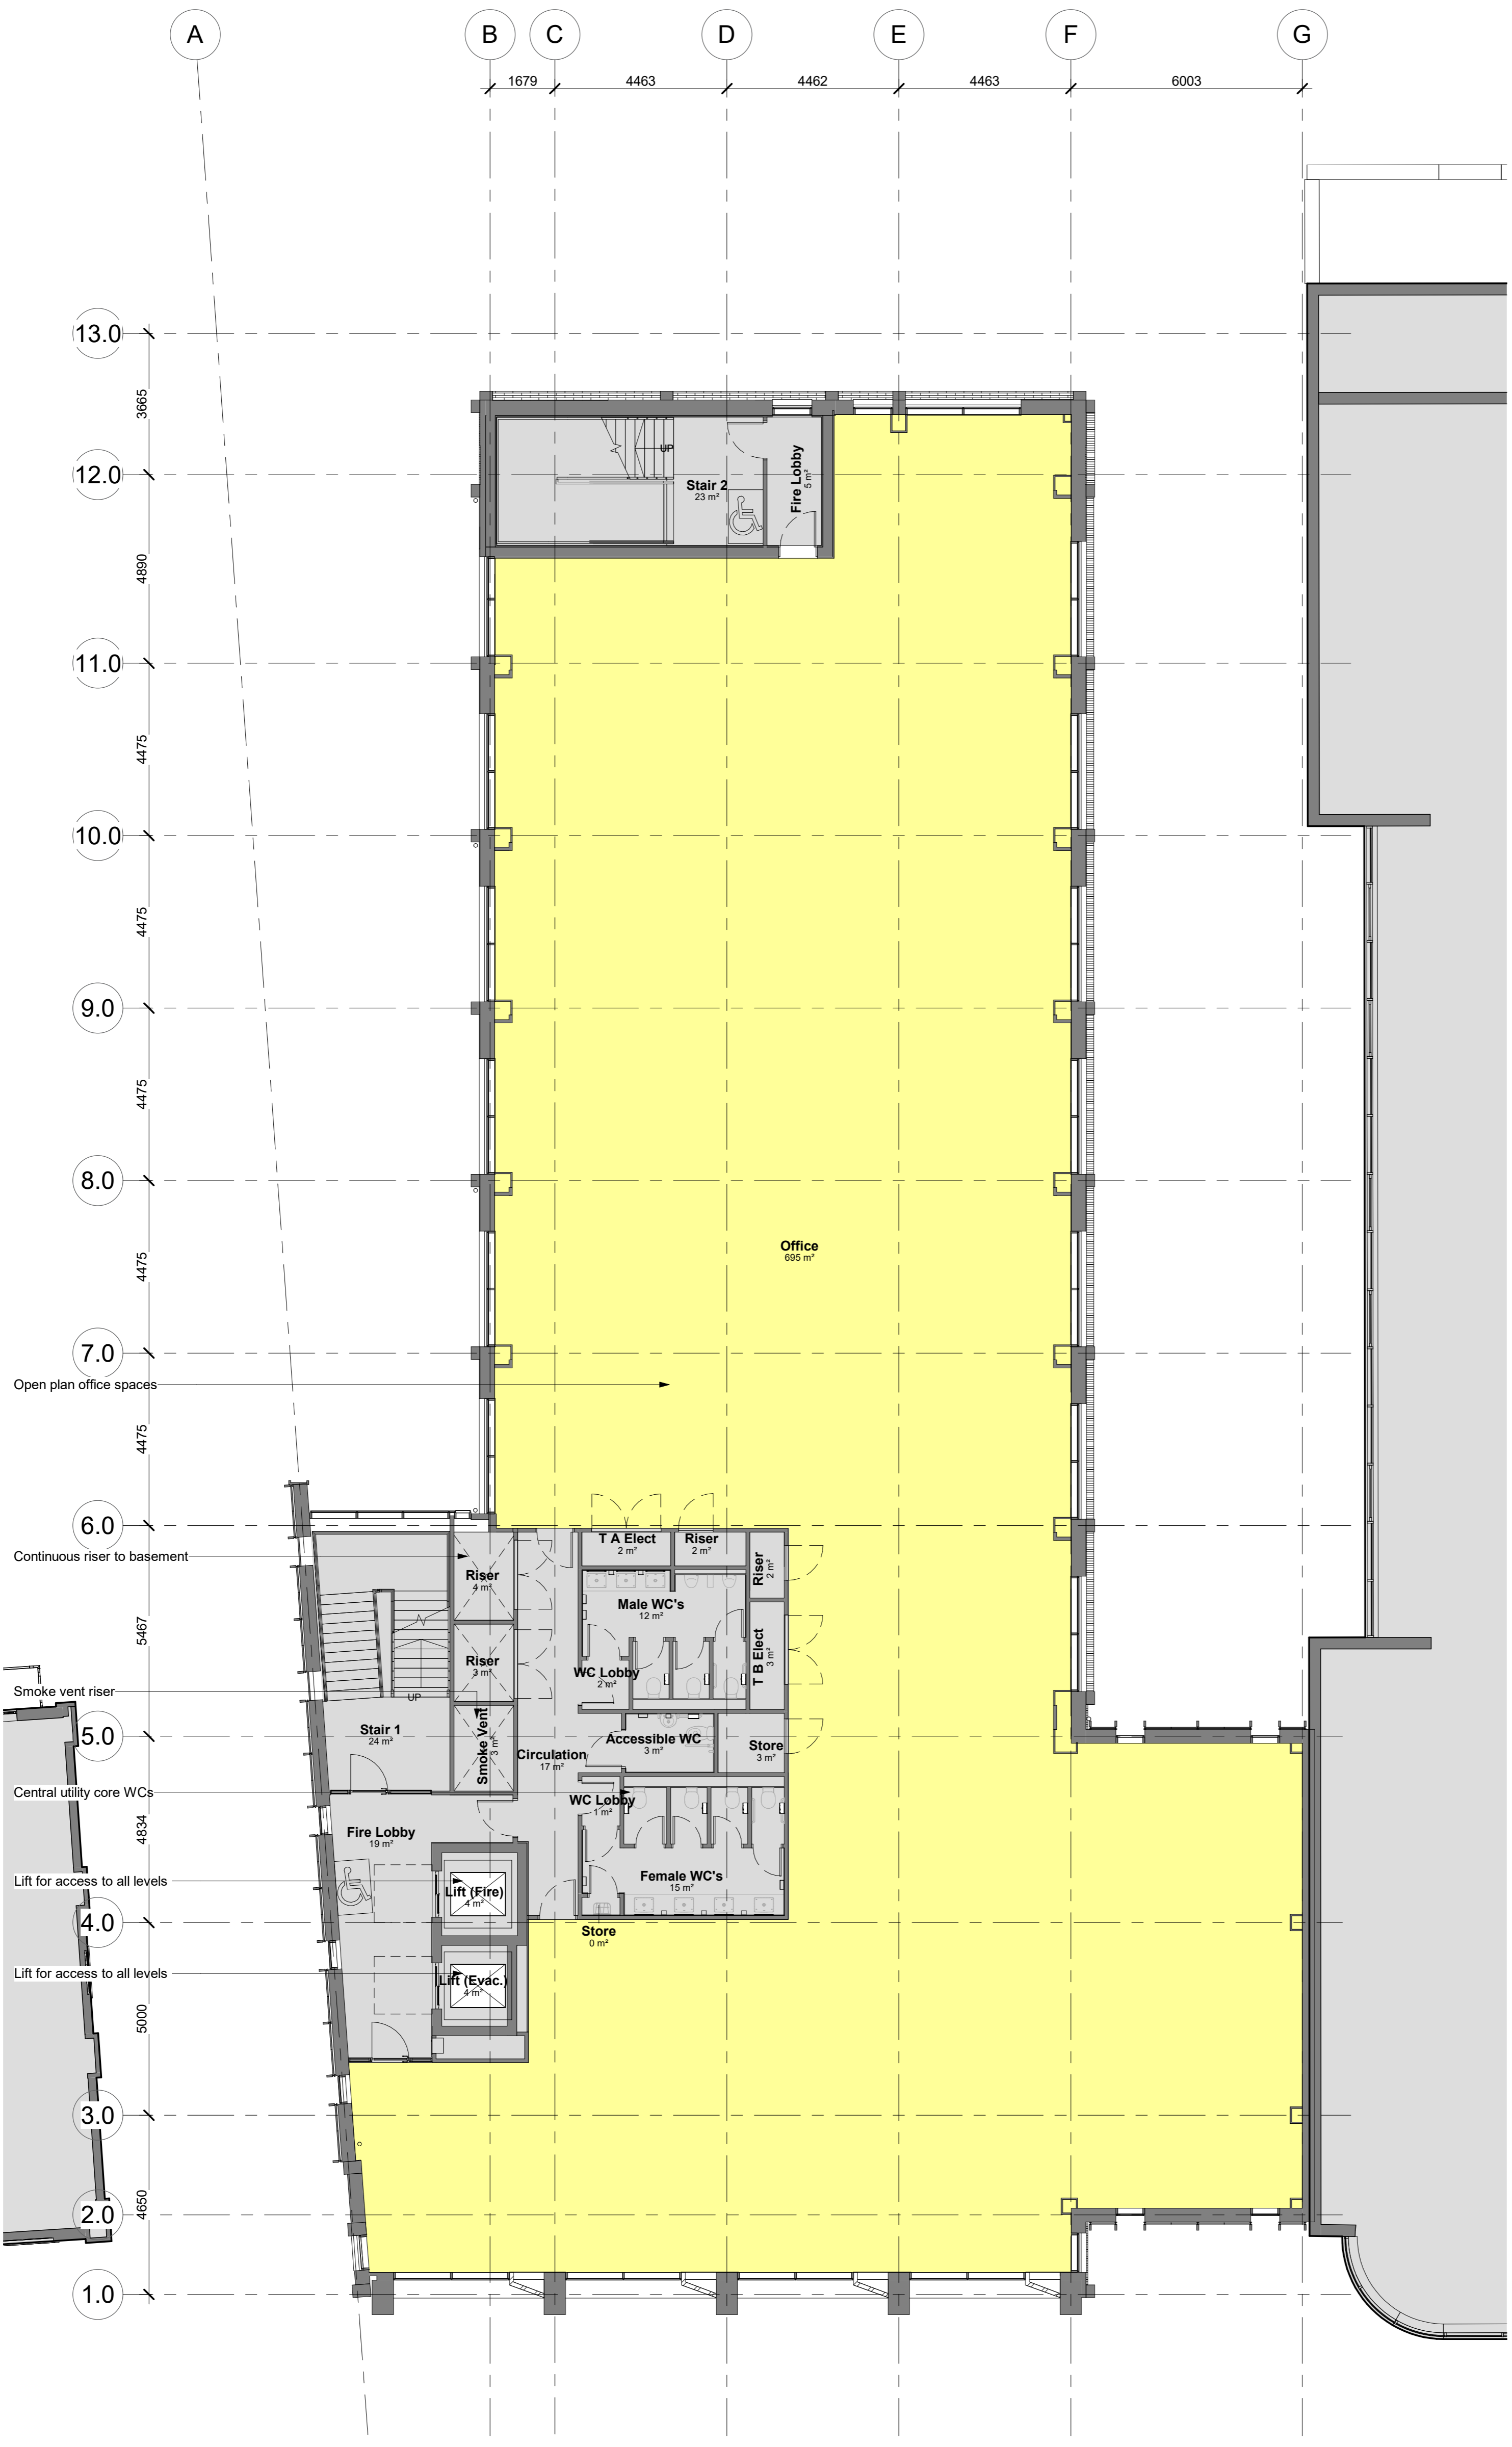 A
B
C
D
E
F
G
1679
4463
4462
4463
6003
13.0
3665
12.0
UP
Stair 2
23 m²
Fire Lobby
5 m²
4890
11.0
4475
10.0
4475
9.0
4475
8.0
Office
695 m²
4475
7.0
Open plan office spaces
4475
6.0
T A Elect
2 m²
Riser
2 m²
Continuous riser to basement
Riser
4 m²
Riser
2 m²
Male WC's
12 m²
5467
Riser
3 m²
T B Elect
3 m²
WC Lobby
2 m²
Smoke vent riser
UP
Stair 1
24 m²
5.0
Smoke Vent
3 m²
Accessible WC
3 m²
Store
3 m²
Circulation
17 m²
Central utility core WCs
WC Lobby
1 m²
4834
Fire Lobby
19 m²
Female WC's
15 m²
Lift for access to all levels
Lift (Fire)
4 m²
4.0
Store
0 m²
Lift for access to all levels
Lift (Evac.)
4 m²
5000
3.0
4650
2.0
1.0